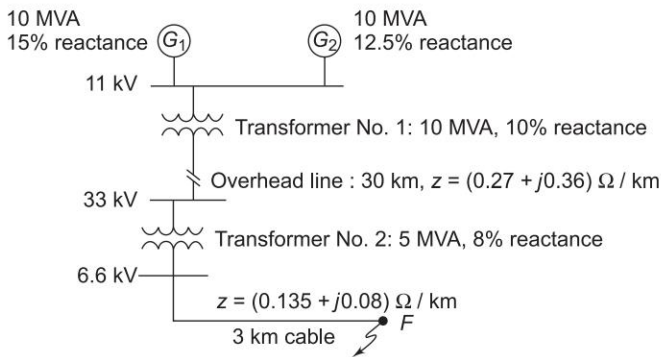 10 MVA
15% reactance
G1
G2
10 MVA
12.5% reactance
11 kV
Transformer No. 1: 10 MVA, 10% reactance
Overhead line : 30 km, z = (0.27 + j0.36) Ω / km
33 kV
Transformer No. 2: 5 MVA, 8% reactance
6.6 kV
z = (0.135 + j0.08) Ω / km
3 km cable
F